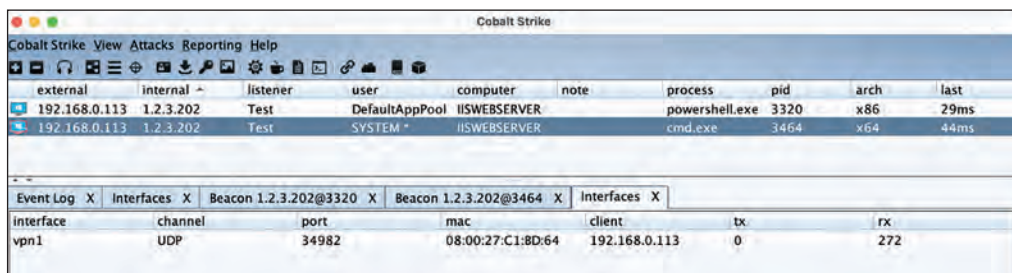 Cobalt Strike
Cobalt Strike View Attacks Reporting Help
external internal listener user computer note process pid arch last
192.168.0.113 1.2.3.202 Test DefaultAppPool IISWEBSERVER powershell.exe 3320 x86 29ms
192.168.0.113 1.2.3.202 Test SYSTEM * IISWEBSERVER cmd.exe 3464 x64 44ms
Event Log X Interfaces X Beacon 1.2.3.202@3320 X Beacon 1.2.3.202@3464 X Interfaces X
interface channel port mac client tx rx
vpn1 UDP 34982 08:00:27:C1:BD:64 192.168.0.113 0 272